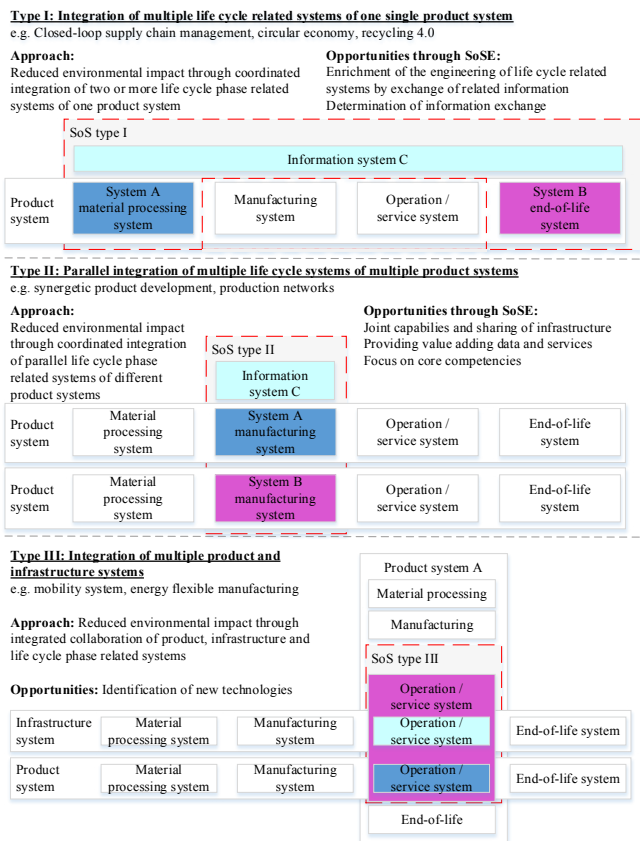 Type I: Integration of multiple life cycle related systems of one single product system
e.g. Closed-loop supply chain management, circular economy, recycling 4.0
Approach:
Reduced environmental impact through coordinated
integration of two or more life cycle phase related
systems of one product system
Opportunities through SoSE:
Enrichment of the engineering of life cycle related
systems by exchange of related information
Determination of information exchange
SoS type I
Information system C
Product
system
System A
material processing
system
Manufacturing
system
Operation /
service system
System B
end-of-life
system
Type II: Parallel integration of multiple life cycle systems of multiple product systems
e.g. synergetic product development, production networks
Approach:
Reduced environmental impact
through coordinated integration
of parallel life cycle phase
related systems of different
product systems
Opportunities through SoSE:
Joint capabilies and sharing of infrastructure
Providing value adding data and services
Focus on core competencies
SoS type II
Information
system C
Product
system
Material
processing
system
System A
manufacturing
system
Operation /
service system
End-of-life
system
Product
system
Material
processing
system
System B
manufacturing
system
Operation /
service system
End-of-life
system
Type III: Integration of multiple product and
infrastructure systems
e.g. mobility system, energy flexible manufacturing
Approach: Reduced environmental impact through
integrated collaboration of product, infrastructure and
life cycle phase related systems
Opportunities: Identification of new technologies
Product system A
Material processing
Manufacturing
SoS type III
Operation /
service system
Infrastructure
system
Material
processing system
Manufacturing
system
Operation /
service system
End-of-life system
Product
system
Material
processing system
Manufacturing
system
Operation /
service system
End-of-life system
End-of-life